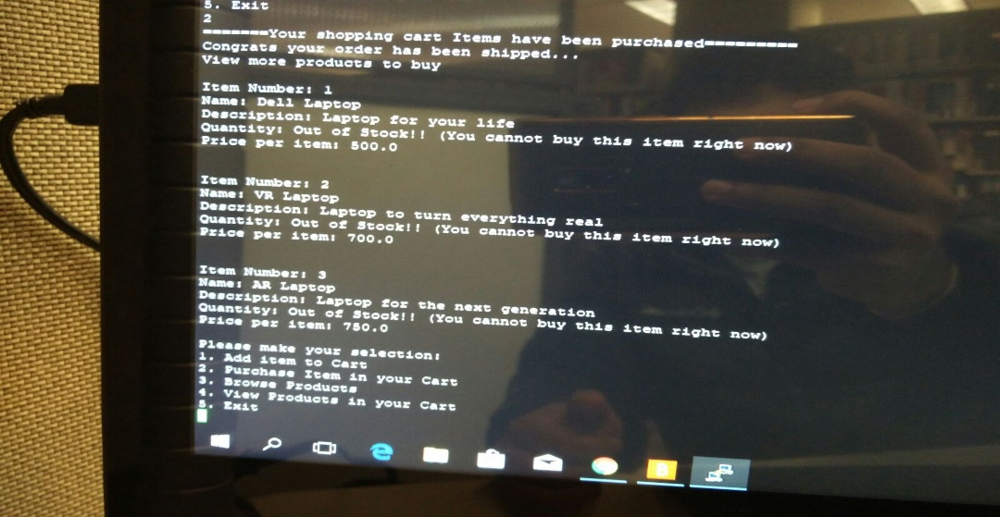 5. Exit
2
=======Your shopping cart Items have been purchased=========
Congrats your order has been shipped...
View more products to buy
Item Number: 1
Name: Dell Laptop
Description: Laptop for your life
Quantity: Out of Stock!! (You cannot buy this item right now)
Price per item: 500.0
Item Number: 2
Name: VR Laptop
Description: Laptop to turn everything real
Quantity: Out of Stock!! (You cannot buy this item right now)
Price per item: 700.0
Item Number: 3
Name: AR Laptop
Description: Laptop for the next generation
Quantity: Out of Stock!! (You cannot buy this item right now)
Price per item: 750.0
Please make your selection:
1. Add item to Cart
2. Purchase Item in your Cart
3. Browse Products
4. View Products in your Cart
5. Exit